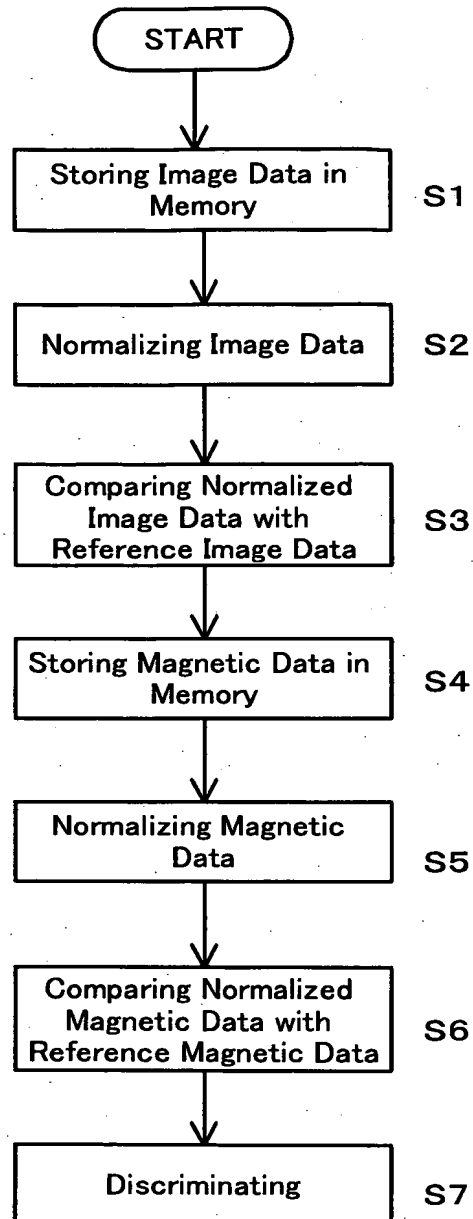 START
Storing Image Data in
Memory
S1
Normalizing Image Data
S2
Comparing Normalized
Image Data with
Reference Image Data
S3
Storing Magnetic Data in
Memory
S4
Normalizing Magnetic
Data
S5
Comparing Normalized
Magnetic Data with
Reference Magnetic Data
S6
Discriminating
S7